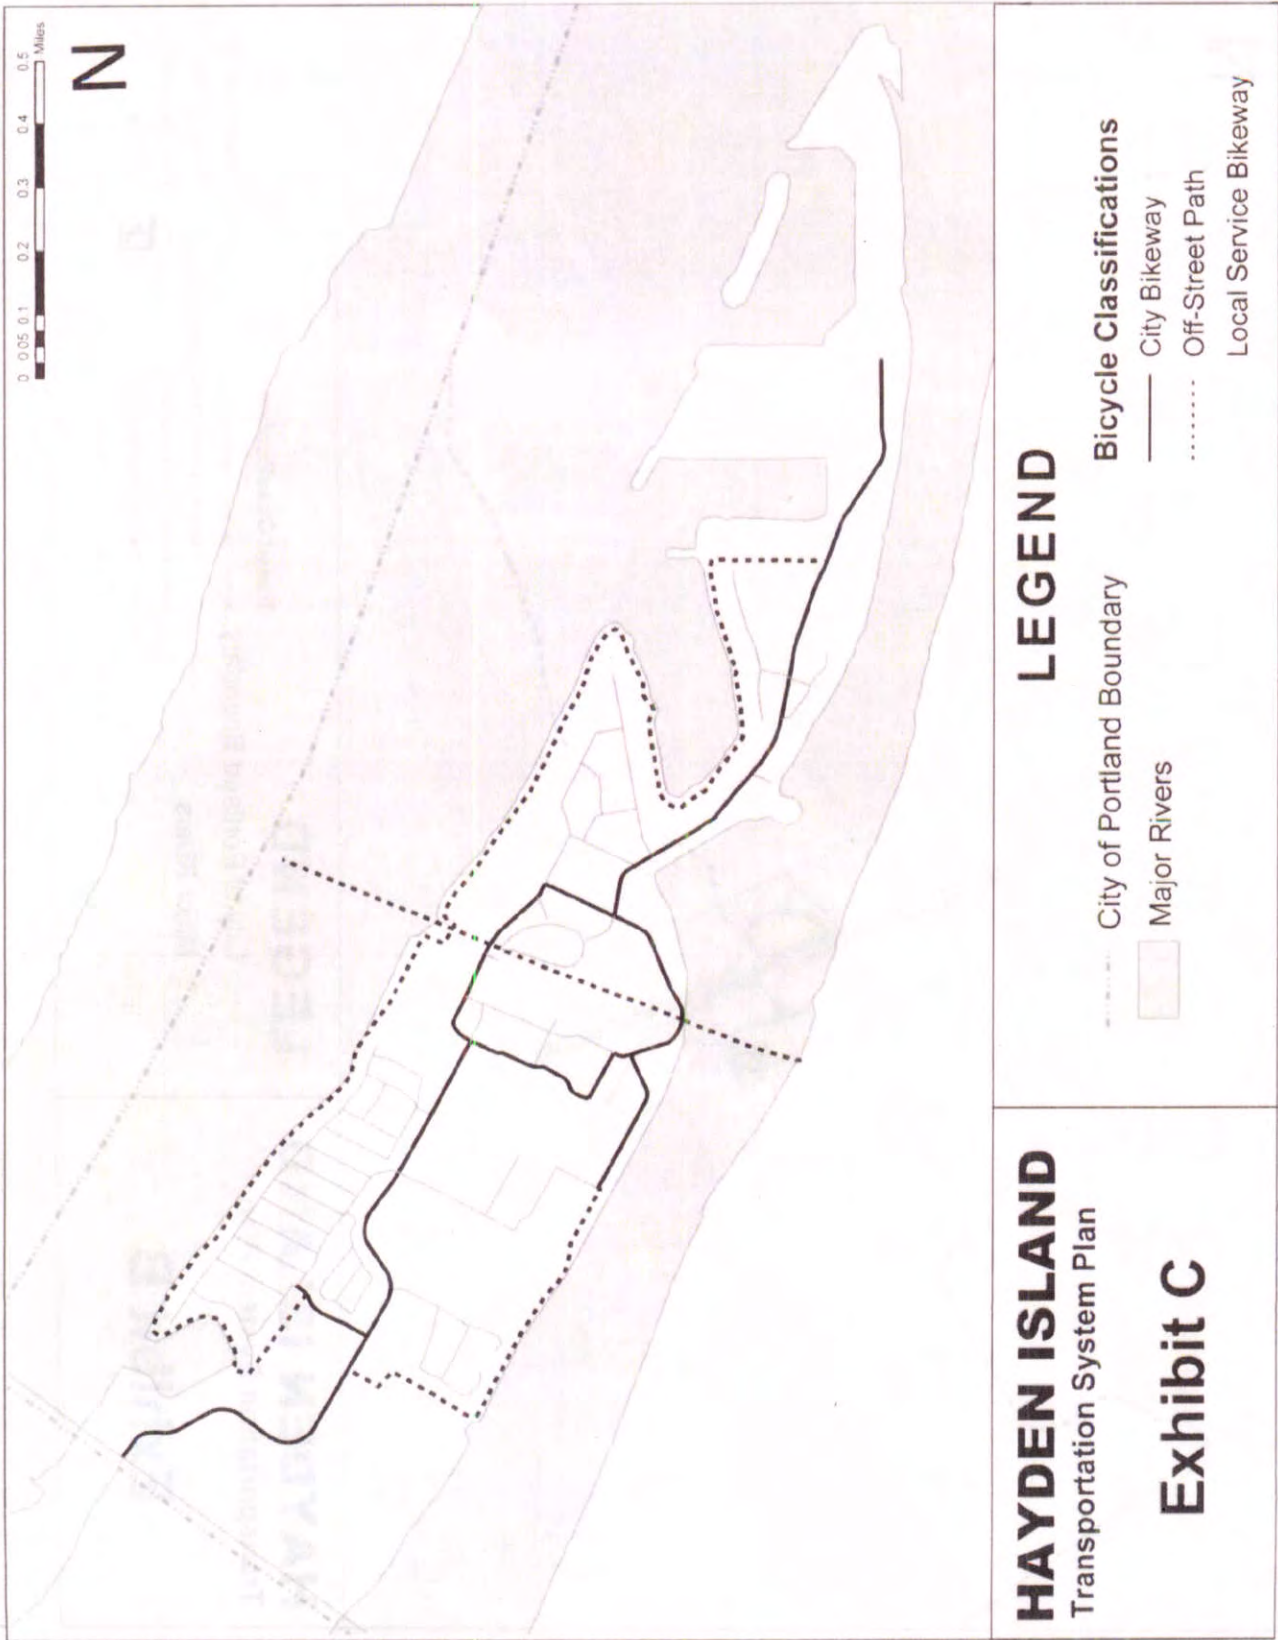 0 0.05 0.1 0.2 0.3 0.4 0.5
Miles
N
HAYDEN ISLAND
Transportation System Plan
Exhibit C
LEGEND
City of Portland Boundary
Major Rivers
Bicycle Classifications
City Bikeway
Off-Street Path
Local Service Bikeway